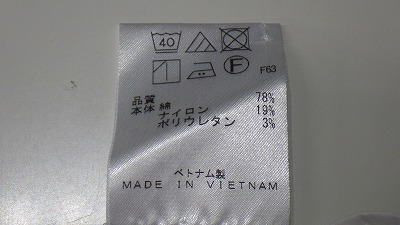 40
F F63
品質
本体 綿 78%
ナイロン 19%
ポリウレタン 3%
ベトナム製
MADE IN VIETNAM